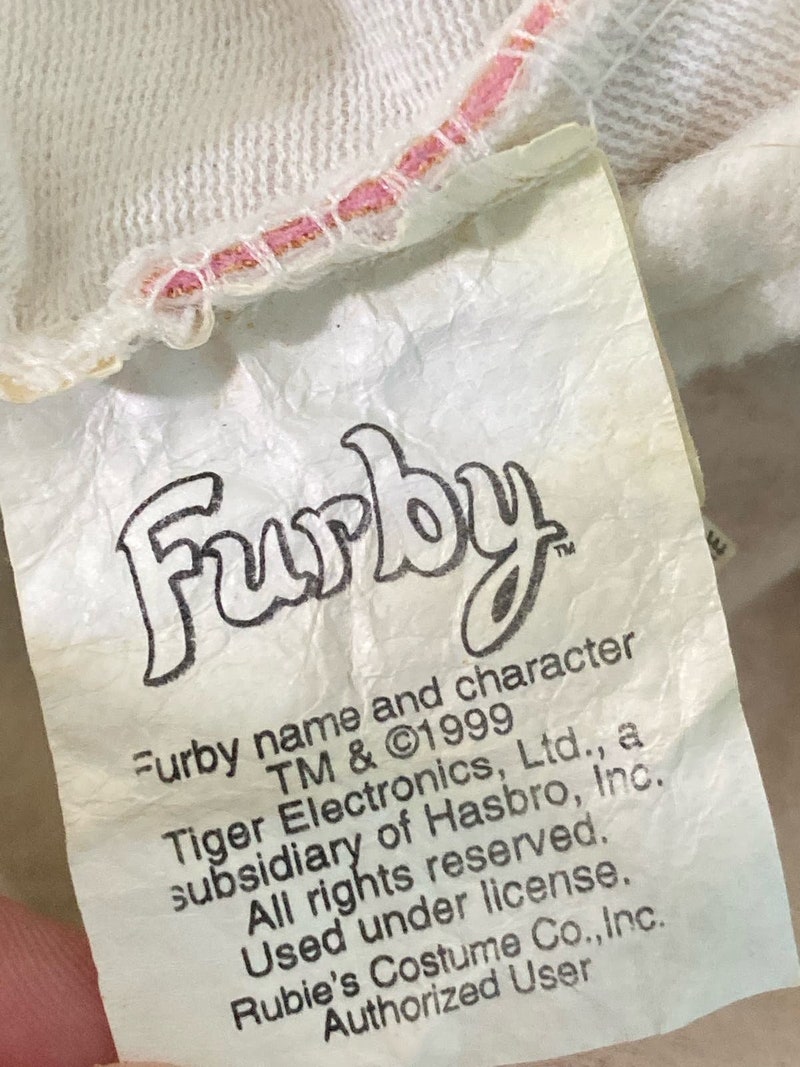 Furby™
Furby name and character
TM & ©1999
Tiger Electronics, Ltd., a
subsidiary of Hasbro, Inc.
All rights reserved.
Used under license.
Rubie's Costume Co.,Inc.
Authorized User